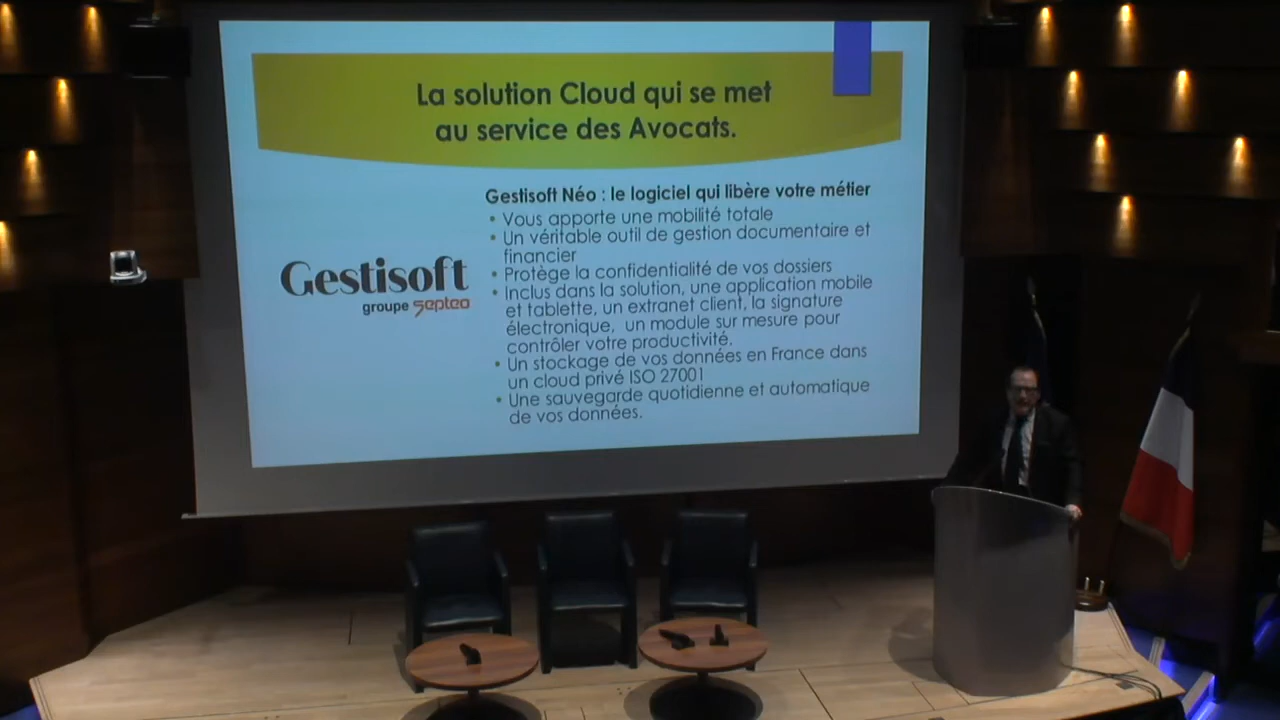 La solution Cloud qui se met
au service des Avocats.
Gestisoft Néo : le logiciel qui libère votre métier
• Vous apporte une mobilité totale
• Un véritable outil de gestion documentaire et
financier
• Protège la confidentialité de vos dossiers
• Inclus dans la solution, une application mobile
et tablette, un extranet client, la signature
électronique, un module sur mesure pour
contrôler votre productivité.
• Un stockage de vos données en France dans
un cloud privé ISO 27001
• Une sauvegarde quotidienne et automatique
de vos données.
Gestisoft
groupe septeo